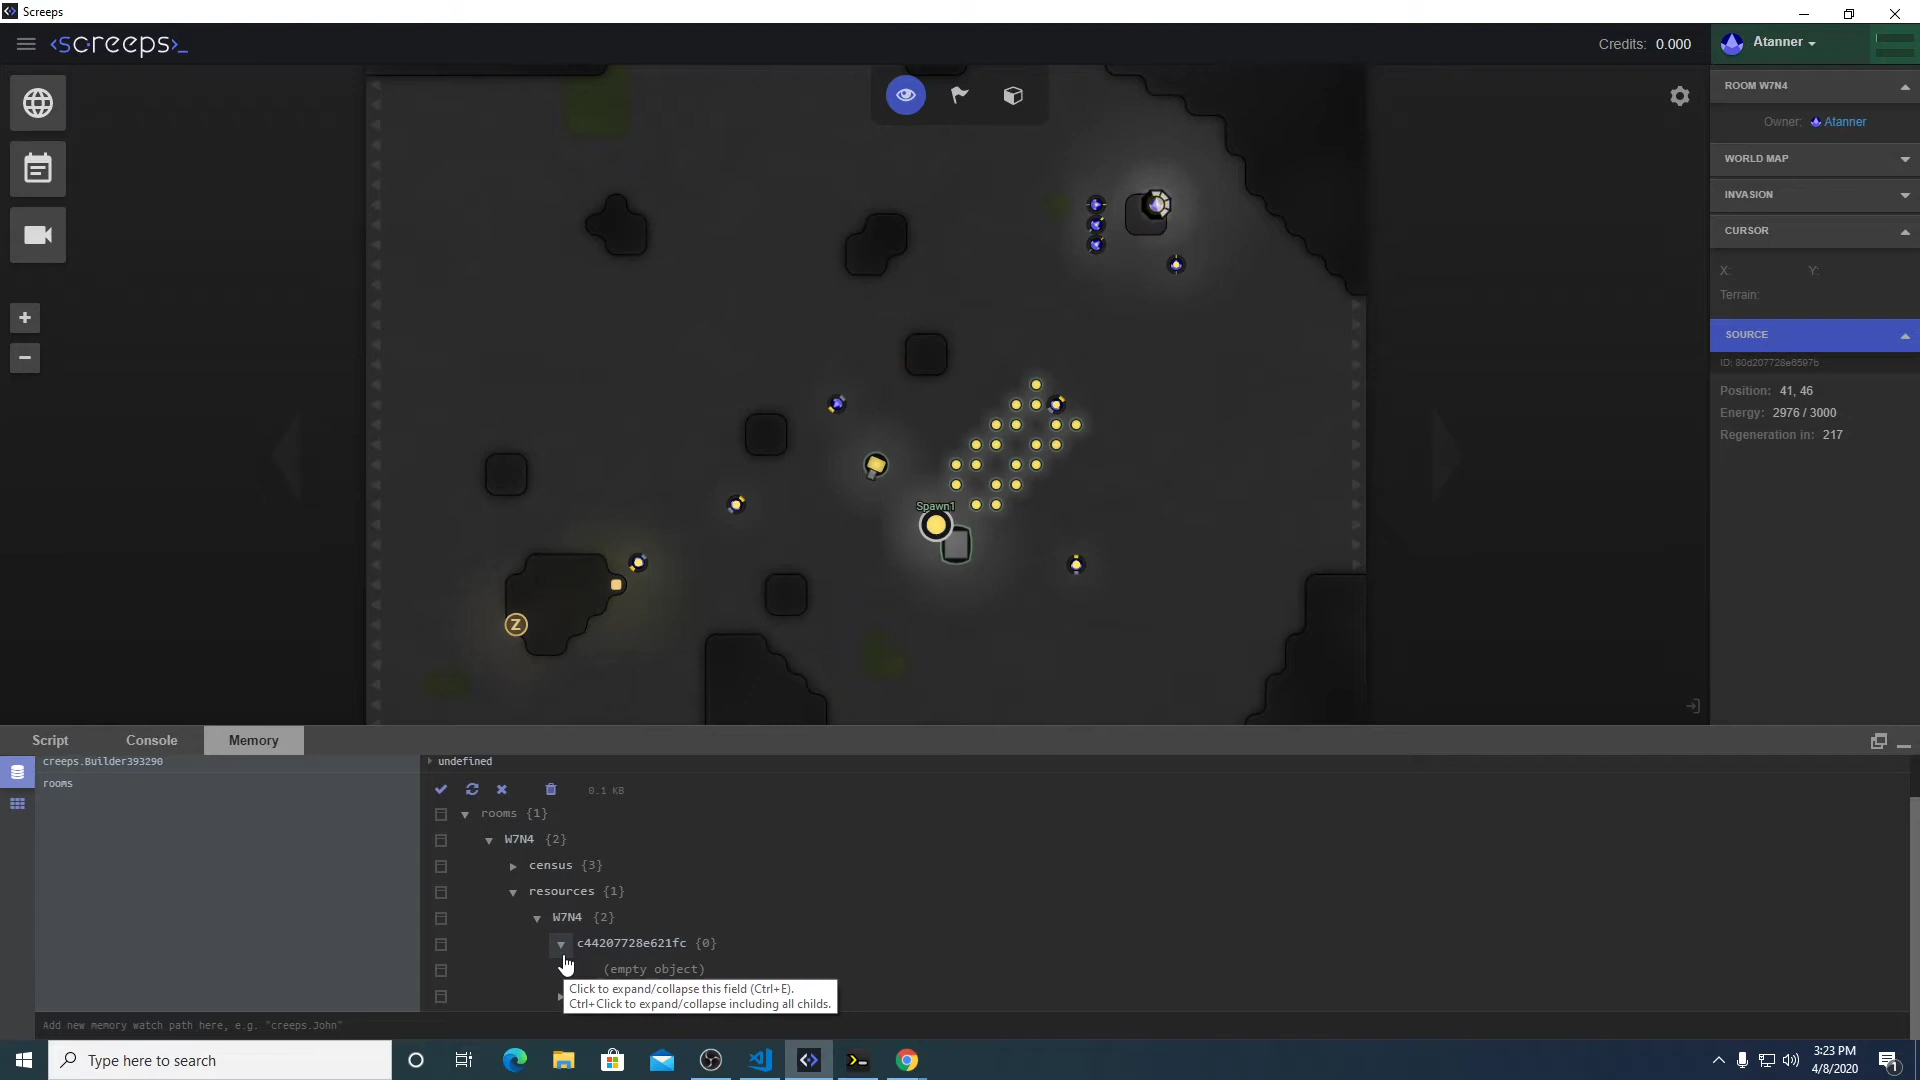 Screeps
<screeps>_
Credits: 0.000
Atanner
ROOM W7N4
Owner: Atanner
WORLD MAP
INVASION
CURSOR
X: Y:
Terrain:
SOURCE
ID: 80d207728e6597b
Position: 41, 46
Energy: 2976 / 3000
Regeneration in: 217
Spawn1
Z
Script Console Memory
creeps.Builder393290
undefined
rooms
0.1 KB
rooms {1}
W7N4 {2}
census {3}
resources {1}
W7N4 {2}
c44207728e621fc {0}
(empty object)
Click to expand/collapse this field (Ctrl+E).
Ctrl+Click to expand/collapse including all childs.
Add new memory watch path here, e.g. "creeps.John"
Type here to search
3:23 PM
4/8/2020
1